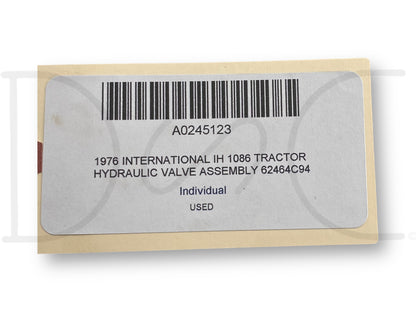 A0245123
1976 INTERNATIONAL IH 1086 TRACTOR
HYDRAULIC VALVE ASSEMBLY 62464C94
Individual
USED